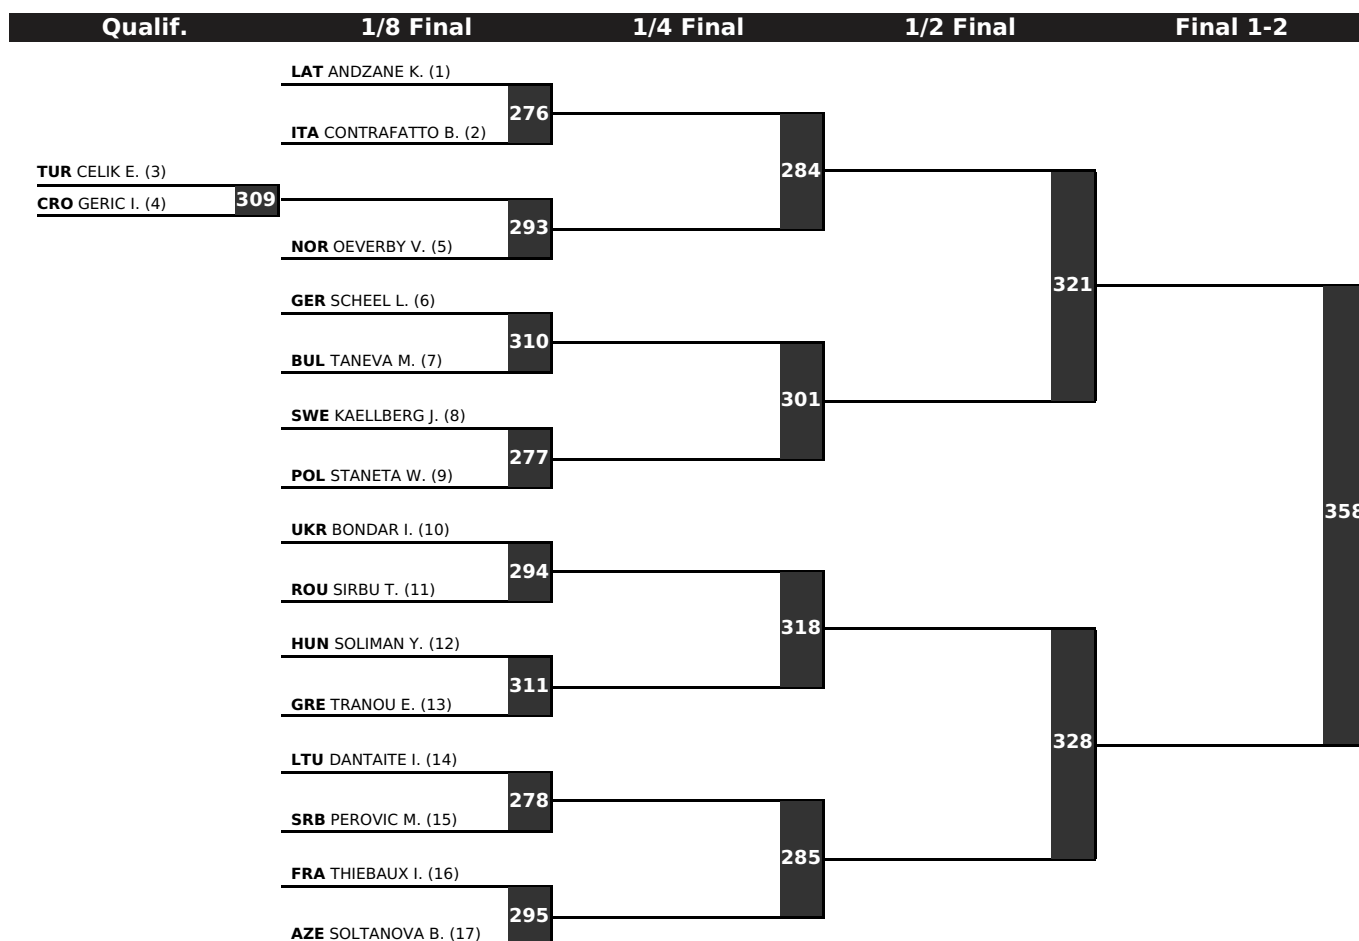 Qualif. 1/8 Final 1/4 Final 1/2 Final Final 1-2
LAT ANDZANE K. (1)
276
ITA CONTRAFATTO B. (2)
TUR CELIK E. (3)
284
CRO GERIC I. (4) 309
293
NOR OEVERBY V. (5)
321
GER SCHEEL L. (6)
310
BUL TANEVA M. (7)
301
SWE KAELLBERG J. (8)
277
POL STANETA W. (9)
358
UKR BONDAR I. (10)
294
ROU SIRBU T. (11)
318
HUN SOLIMAN Y. (12)
311
GRE TRANOU E. (13)
328
LTU DANTAITE I. (14)
278
SRB PEROVIC M. (15)
285
FRA THIEBAUX I. (16)
295
AZE SOLTANOVA B. (17)